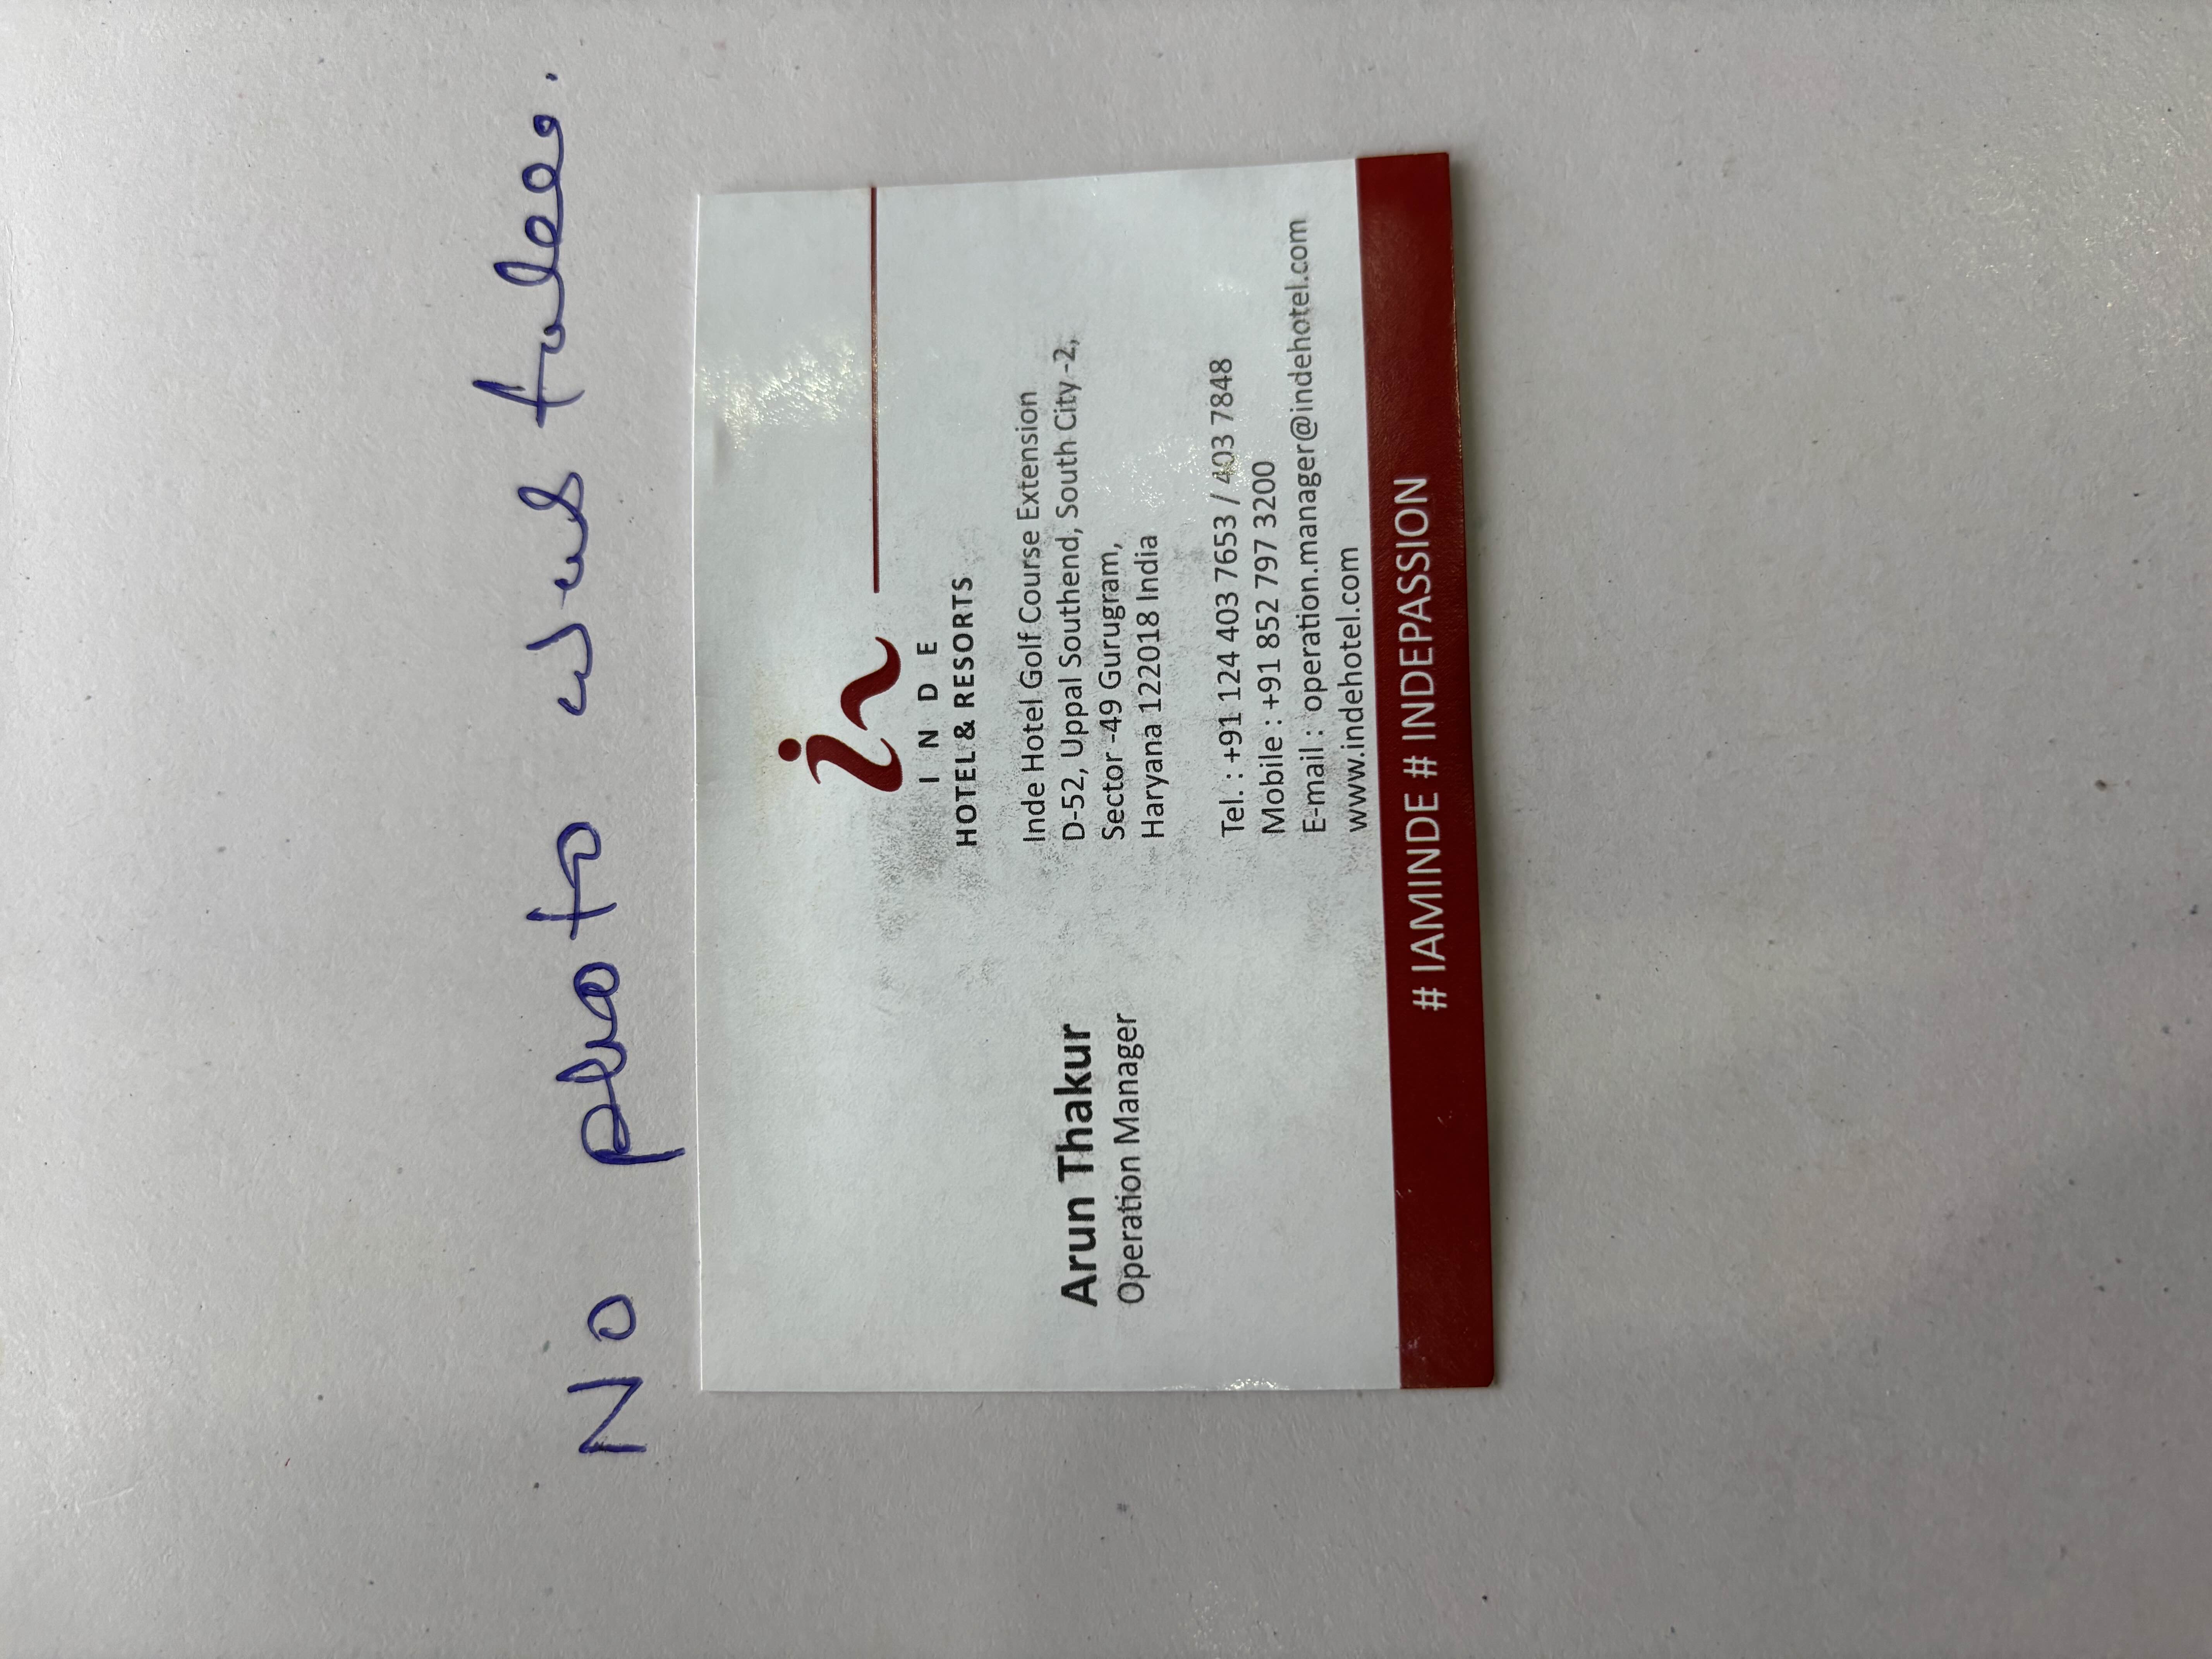 No photo was taken.
in
INDE
HOTEL & RESORTS
Arun Thakur
Operation Manager
Inde Hotel Golf Course Extension
D-52, Uppal Southend, South City -2,
Sector -49 Gurugram,
Haryana 122018 India
Tel. : +91 124 403 7653 / 403 7848
Mobile : +91 852 797 3200
E-mail : operation.manager@indehotel.com
www.indehotel.com
# IAMINDE # INDEPASSION